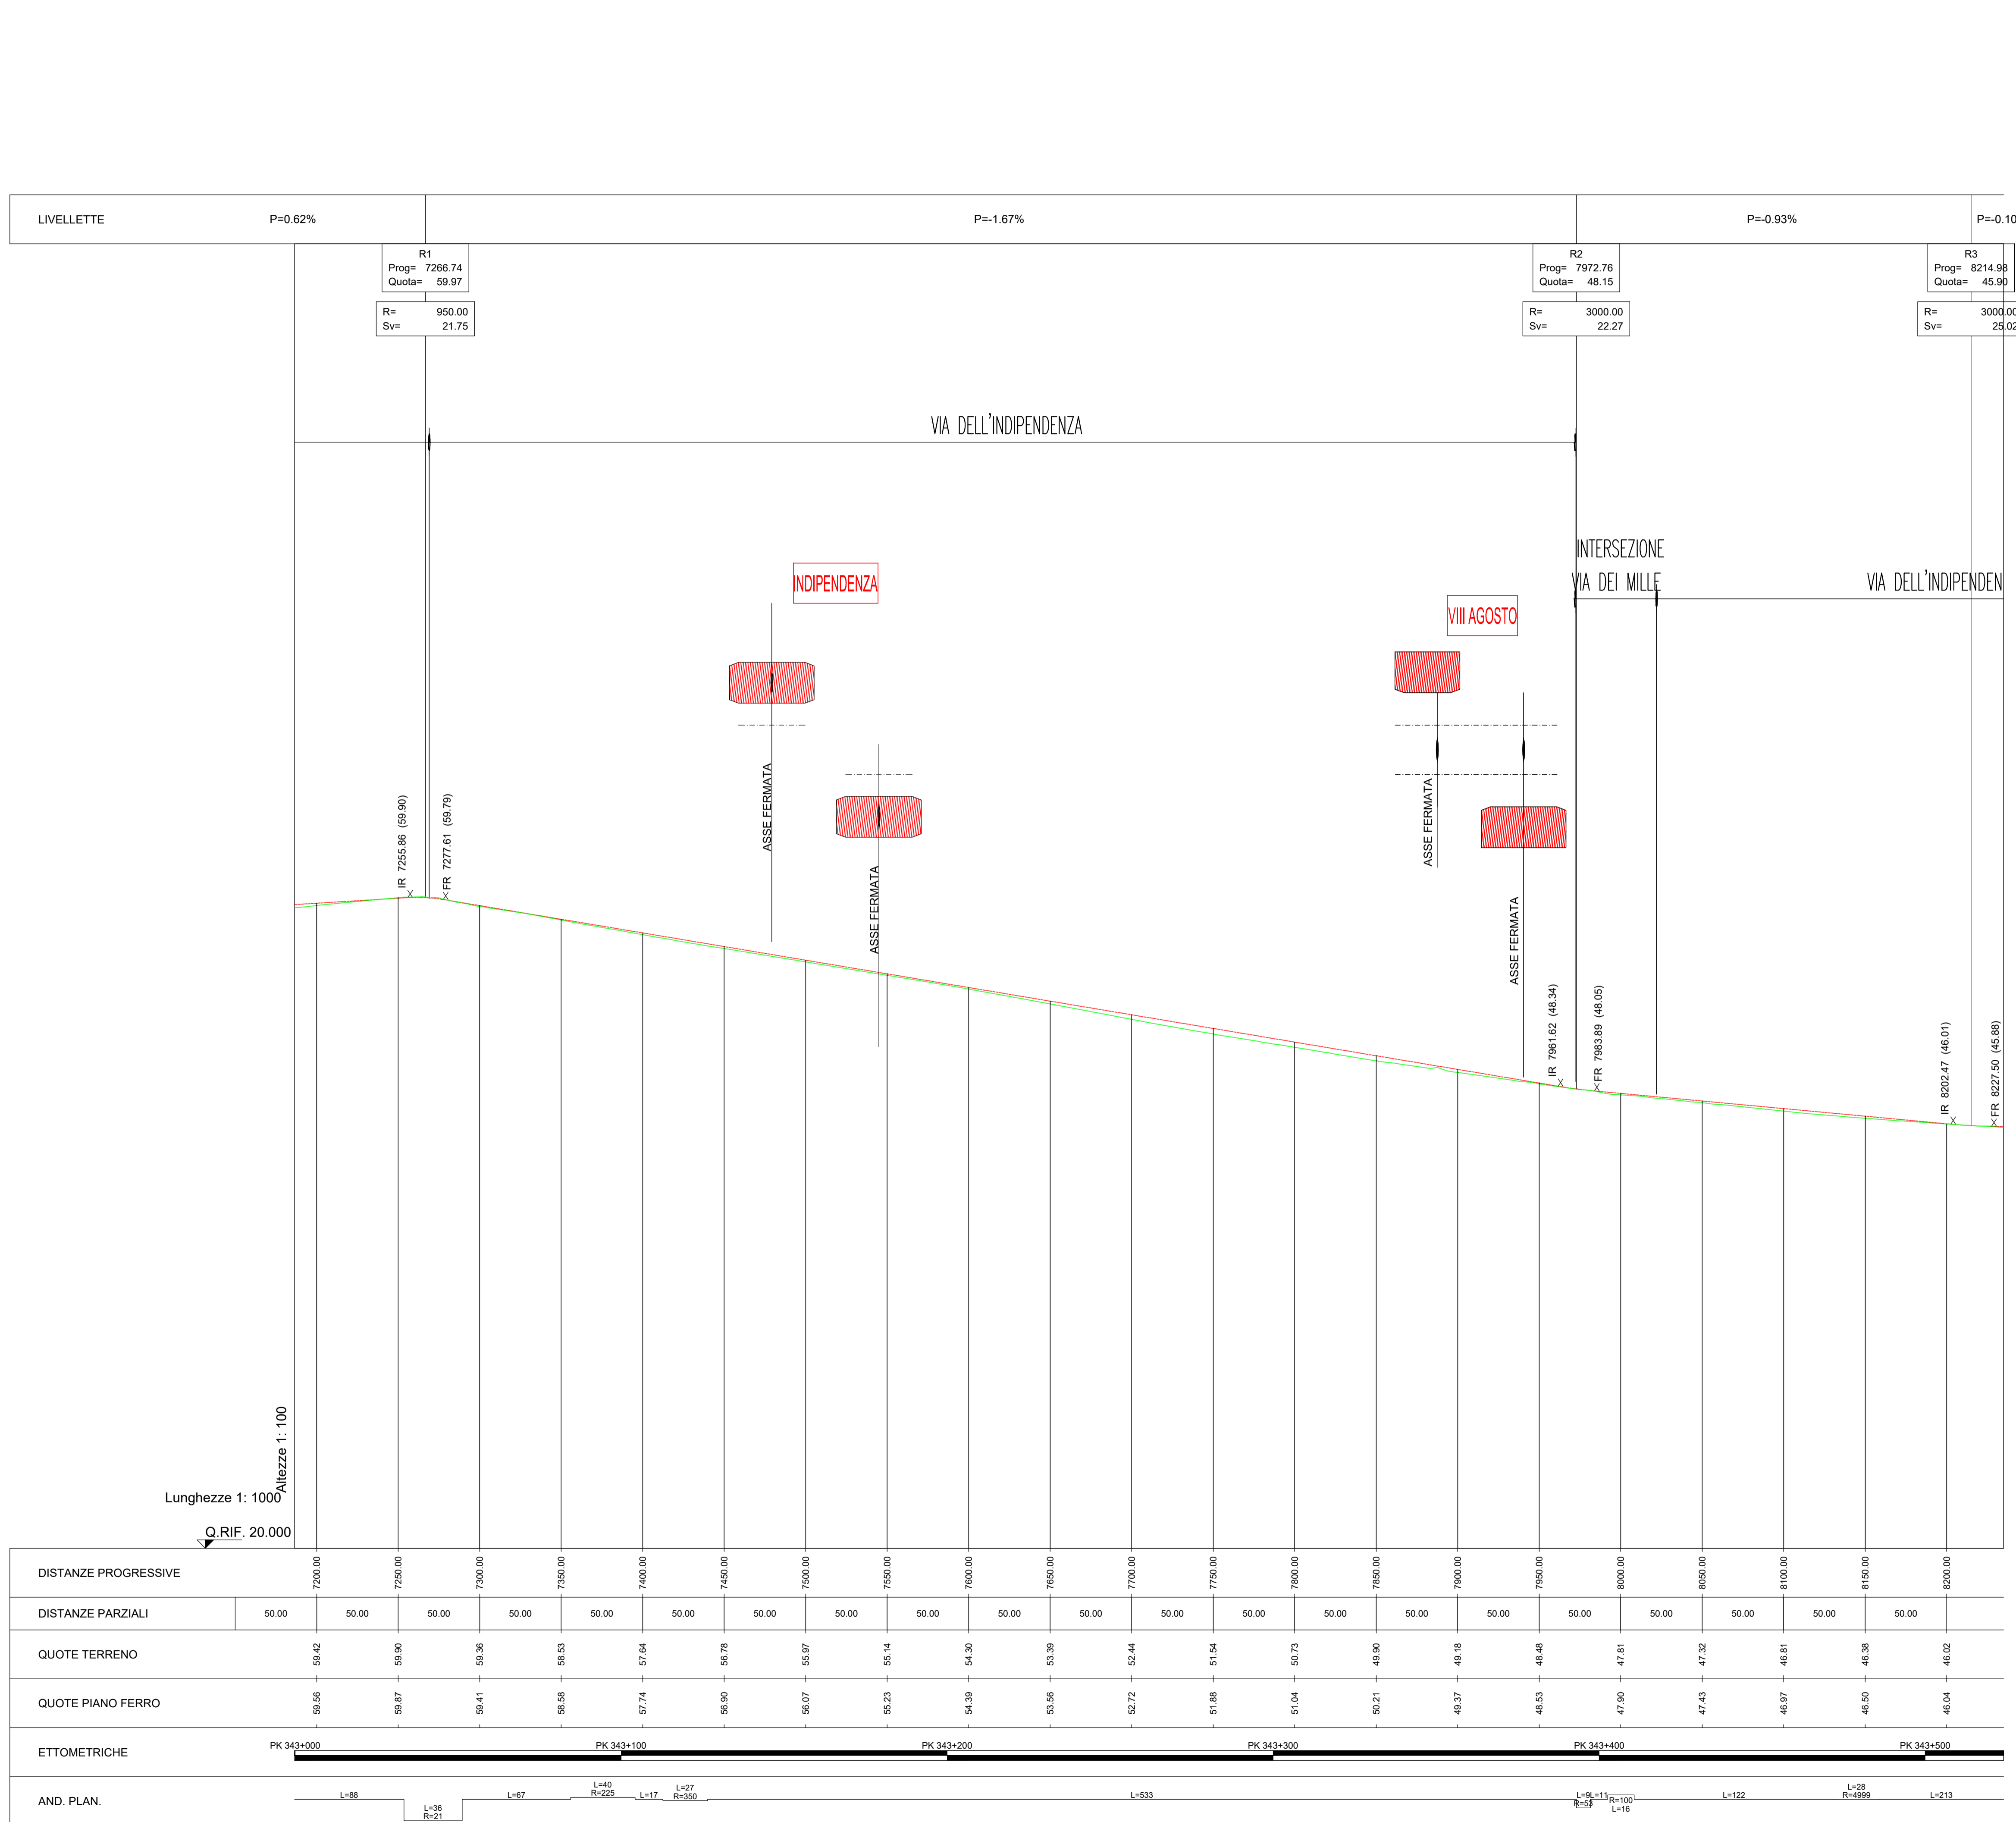 LIVELLETTE P=0.62% P=-1.67% P=-0.93% P=-0.10
R1
Prog= 7266.74
Quota= 59.97
R= 950.00
Sv= 21.75
R2
Prog= 7972.76
Quota= 48.15
R= 3000.00
Sv= 22.27
R3
Prog= 8214.98
Quota= 45.90
R= 3000.00
Sv= 25.02
VIA DELL'INDIPENDENZA
INTERSEZIONE
VIA DEI MILLE
VIA DELL'INDIPENDEN
INDIPENDENZA
VIII AGOSTO
ASSE FERMATA
ASSE FERMATA
ASSE FERMATA
ASSE FERMATA
IR 7255.86 (59.90)
FR 7277.61 (59.79)
IR 7961.62 (48.34)
FR 7983.89 (48.05)
IR 8202.47 (46.01)
FR 8227.50 (45.88)
Altezze 1: 100
Lunghezze 1: 1000
Q.RIF. 20.000
DISTANZE PROGRESSIVE 7200.00 7250.00 7300.00 7350.00 7400.00 7450.00 7500.00 7550.00 7600.00 7650.00 7700.00 7750.00 7800.00 7850.00 7900.00 7950.00 8000.00 8050.00 8100.00 8150.00 8200.00
DISTANZE PARZIALI 50.00 50.00 50.00 50.00 50.00 50.00 50.00 50.00 50.00 50.00 50.00 50.00 50.00 50.00 50.00 50.00 50.00 50.00 50.00 50.00 50.00
QUOTE TERRENO 59.42 59.90 59.36 58.53 57.64 56.78 55.97 55.14 54.30 53.39 52.44 51.54 50.73 49.90 49.18 48.48 47.81 47.32 46.81 46.38 46.02
QUOTE PIANO FERRO 59.56 59.87 59.41 58.58 57.74 56.90 56.07 55.23 54.39 53.56 52.72 51.88 51.04 50.21 49.37 48.53 47.90 47.43 46.97 46.50 46.04
ETTOMETRICHE PK 343+000 PK 343+100 PK 343+200 PK 343+300 PK 343+400 PK 343+500
AND. PLAN.
L=88
L=36
R=21
L=67
L=40
R=225
L=17
L=27
R=350
L=533
L=9
R=53
L=11
R=100
L=16
L=122
L=28
R=4999
L=213